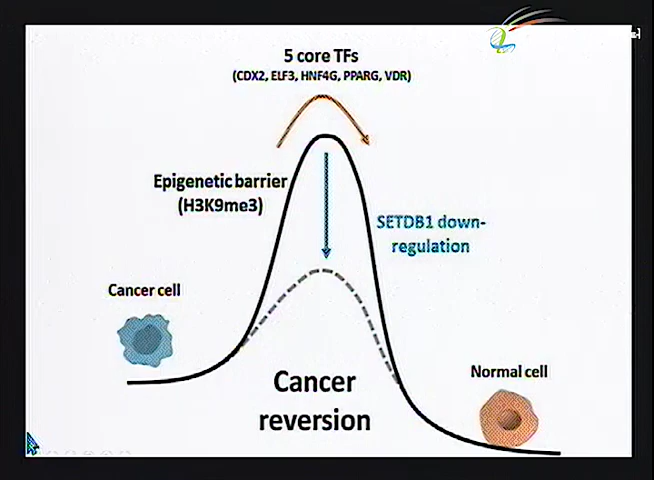 5 core TFs
(CDX2, ELF3, HNF4G, PPARG, VDR)
Epigenetic barrier
(H3K9me3)
SETDB1 down-
regulation
Cancer cell
Normal cell
Cancer
reversion